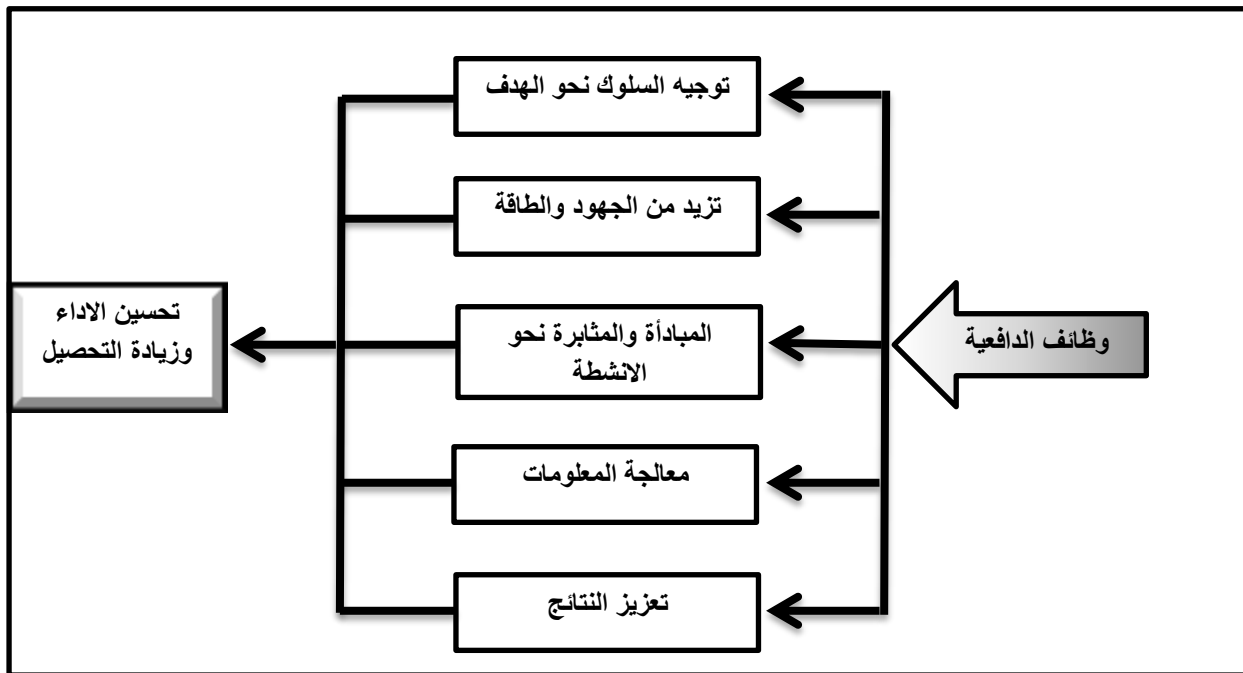 وظائف الدافعية
توجيه السلوك نحو الهدف
تزيد من الجهود والطاقة
المبادأة والمثابرة نحو
الانشطة
معالجة المعلومات
تعزيز النتائج
تحسين الاداء
وزيادة التحصيل